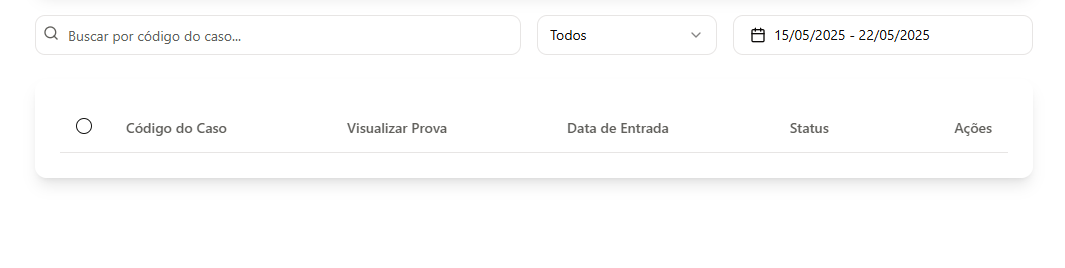 Buscar por código do caso...
Todos
15/05/2025 - 22/05/2025
Código do Caso Visualizar Prova Data de Entrada Status Ações